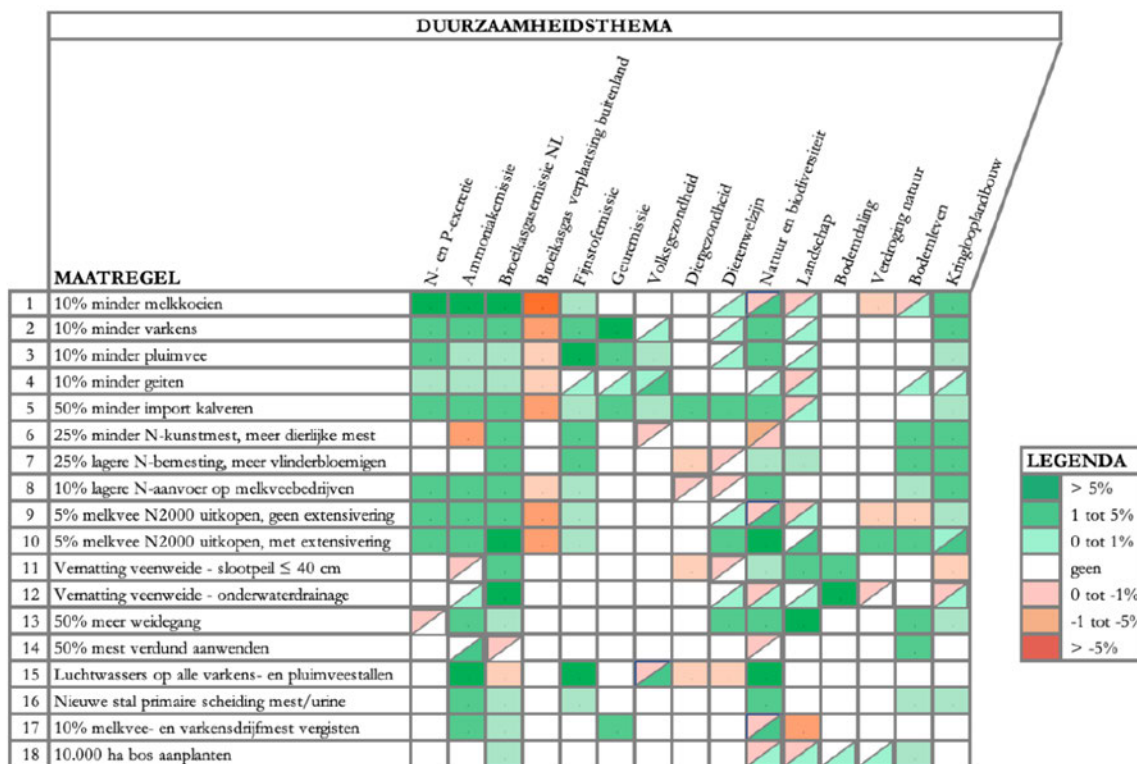 DUURZAAMHEIDSTHEMA
N- en P-excretie
Ammoniakemissie
Broeikasgasemissie NL
Broeikasgas verplaatsing buitenland
Fijnstofemissie
Geuremissie
Volksgezondheid
Diergezondheid
Dierenwelzijn
Natuur en biodiversiteit
Landschap
Bodemdaling
Verdroging natuur
Bodemleven
Kringlooplandbouw
MAATREGEL
1 10% minder melkkoeien
2 10% minder varkens
3 10% minder pluimvee
4 10% minder geiten
5 50% minder import kalveren
6 25% minder N-kunstmest, meer dierlijke mest
7 25% lagere N-bemesting, meer vlinderbloemigen
8 10% lagere N-aanvoer op melkveebedrijven
9 5% melkvee N2000 uitkopen, geen extensivering
10 5% melkvee N2000 uitkopen, met extensivering
11 Vernatting veenweide - slootpeil ≤ 40 cm
12 Vernatting veenweide - onderwaterdrainage
13 50% meer weidegang
14 50% mest verdund aanwenden
15 Luchtwassers op alle varkens- en pluimveestallen
16 Nieuwe stal primaire scheiding mest/urine
17 10% melkvee- en varkensdrijfmest vergisten
18 10.000 ha bos aanplanten
LEGENDA
> 5%
1 tot 5%
0 tot 1%
geen
0 tot -1%
-1 tot -5%
> -5%